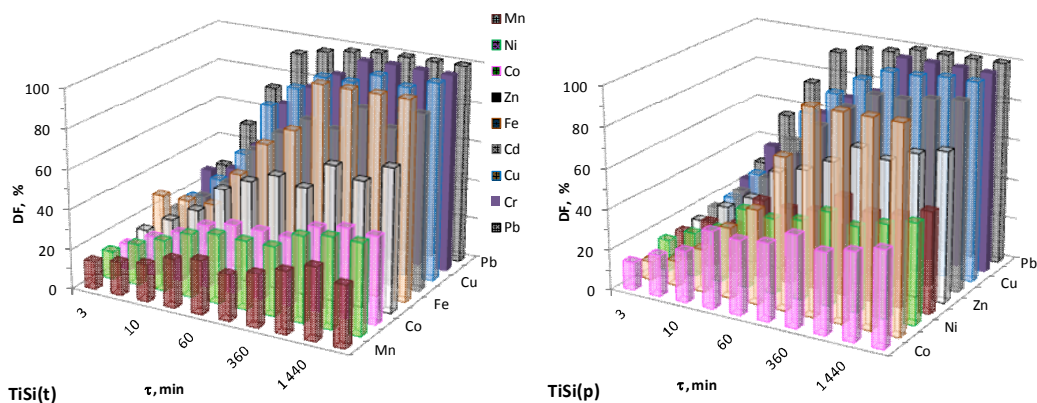 100
80
60
40
20
0
DF, %
3
10
60
360
1 440
τ, min
Mn
Co
Fe
Cu
Pb
TiSi(t)
Mn
Ni
Co
Zn
Fe
Cd
Cu
Cr
Pb
100
80
60
40
20
0
DF, %
3
10
60
360
1 440
τ, min
Co
Ni
Zn
Cu
Pb
TiSi(p)